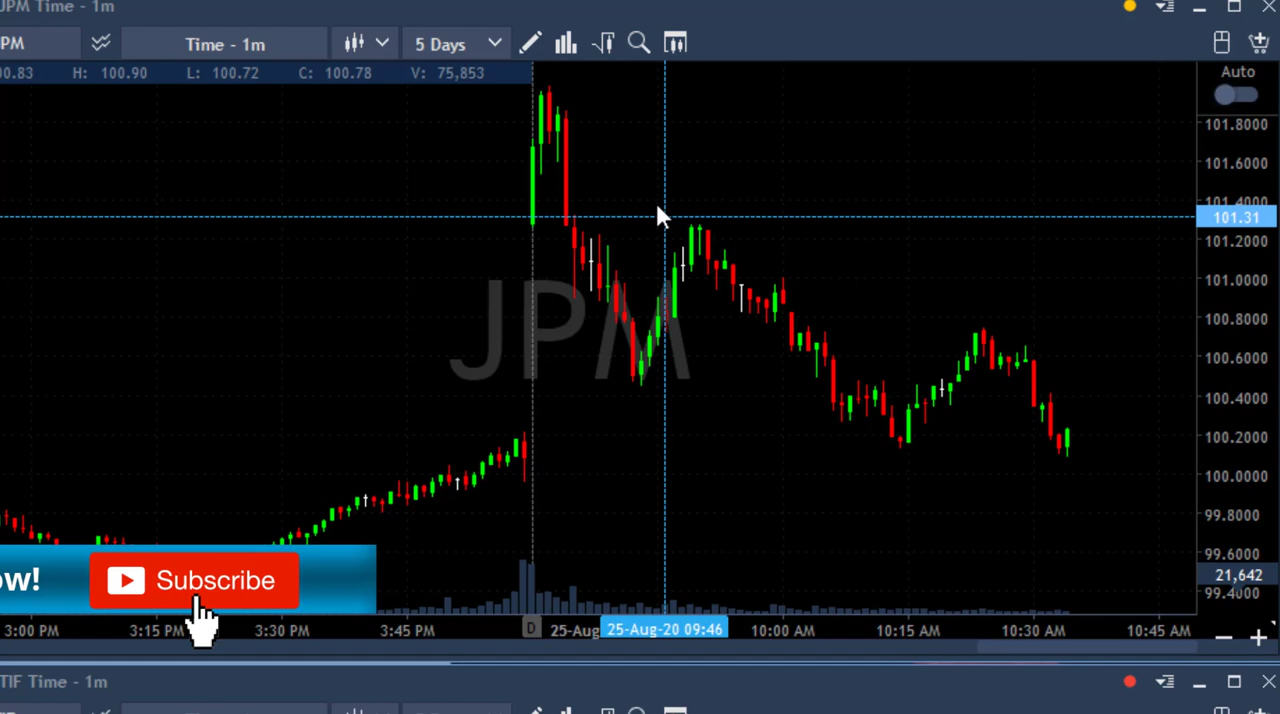 JPM Time - 1m
PM
Time - 1m
5 Days
00.83 H: 100.90 L: 100.72 C: 100.78 V: 75,853
Auto
101.8000
101.6000
101.4000
101.31
101.2000
101.0000
JPM
100.8000
100.6000
100.4000
100.2000
100.0000
99.8000
99.6000
21,642
99.4000
ow!
Subscribe
3:00 PM 3:15 PM 3:30 PM 3:45 PM D 25-Aug 25-Aug-20 09:46 10:00 AM 10:15 AM 10:30 AM 10:45 AM
TIF Time - 1m